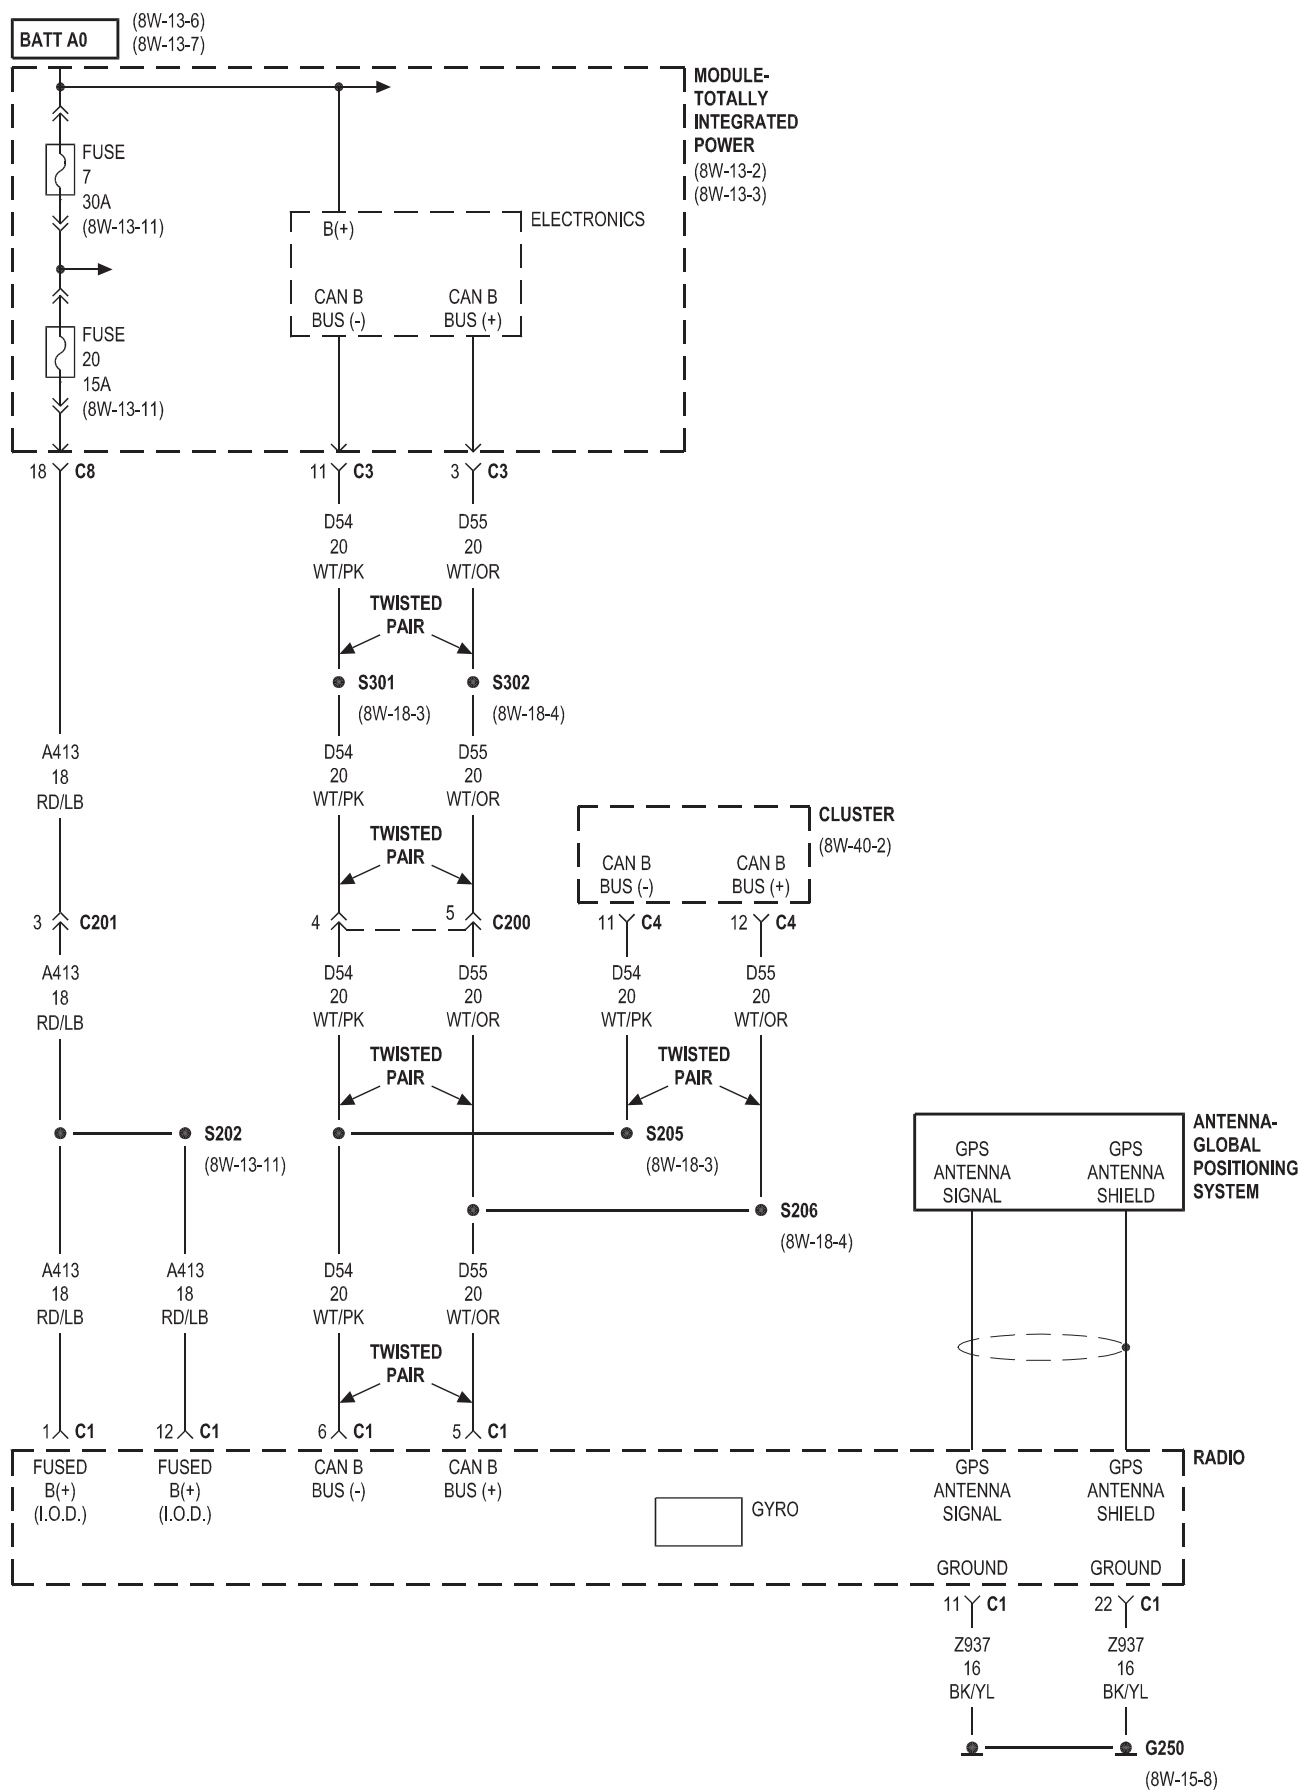 BATT A0
(8W-13-6)
(8W-13-7)
MODULE-
TOTALLY
INTEGRATED
POWER
(8W-13-2)
(8W-13-3)
FUSE
7
30A
(8W-13-11)
B(+)
ELECTRONICS
CAN B
BUS (-)
CAN B
BUS (+)
FUSE
20
15A
(8W-13-11)
18 C8
11 C3
3 C3
D54
20
WT/PK
D55
20
WT/OR
TWISTED
PAIR
S301
(8W-18-3)
S302
(8W-18-4)
A413
18
RD/LB
D54
20
WT/PK
D55
20
WT/OR
TWISTED
PAIR
CLUSTER
(8W-40-2)
CAN B
BUS (-)
CAN B
BUS (+)
3 C201
4
5 C200
11 C4
12 C4
A413
18
RD/LB
D54
20
WT/PK
D55
20
WT/OR
D54
20
WT/PK
D55
20
WT/OR
TWISTED
PAIR
TWISTED
PAIR
S202
(8W-13-11)
S205
(8W-18-3)
S206
(8W-18-4)
ANTENNA-
GLOBAL
POSITIONING
SYSTEM
GPS
ANTENNA
SIGNAL
GPS
ANTENNA
SHIELD
A413
18
RD/LB
A413
18
RD/LB
D54
20
WT/PK
D55
20
WT/OR
TWISTED
PAIR
1 C1
12 C1
6 C1
5 C1
RADIO
FUSED
B(+)
(I.O.D.)
FUSED
B(+)
(I.O.D.)
CAN B
BUS (-)
CAN B
BUS (+)
GYRO
GPS
ANTENNA
SIGNAL
GPS
ANTENNA
SHIELD
GROUND
GROUND
11 C1
22 C1
Z937
16
BK/YL
Z937
16
BK/YL
G250
(8W-15-8)